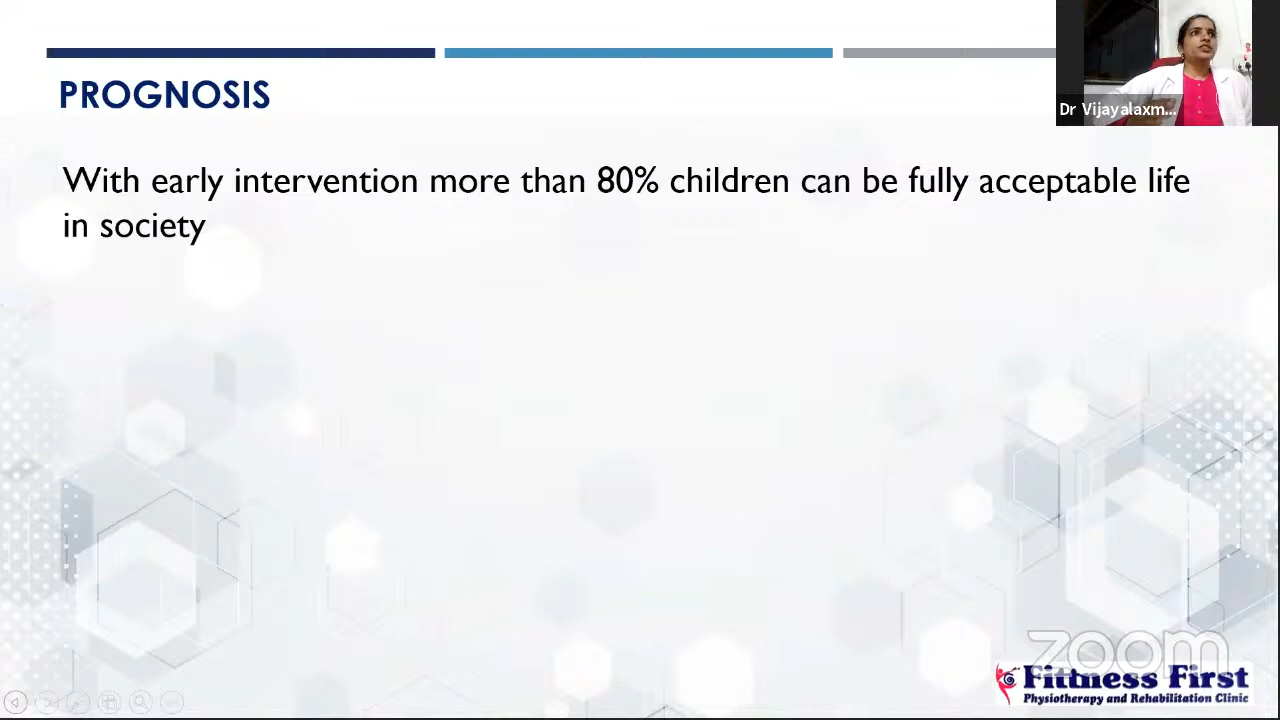 PROGNOSIS
Dr Vijayalaxm...
With early intervention more than 80% children can be fully acceptable life
in society
zoom
Fittness First
Physiotherapy and Rehabilitation Clinic